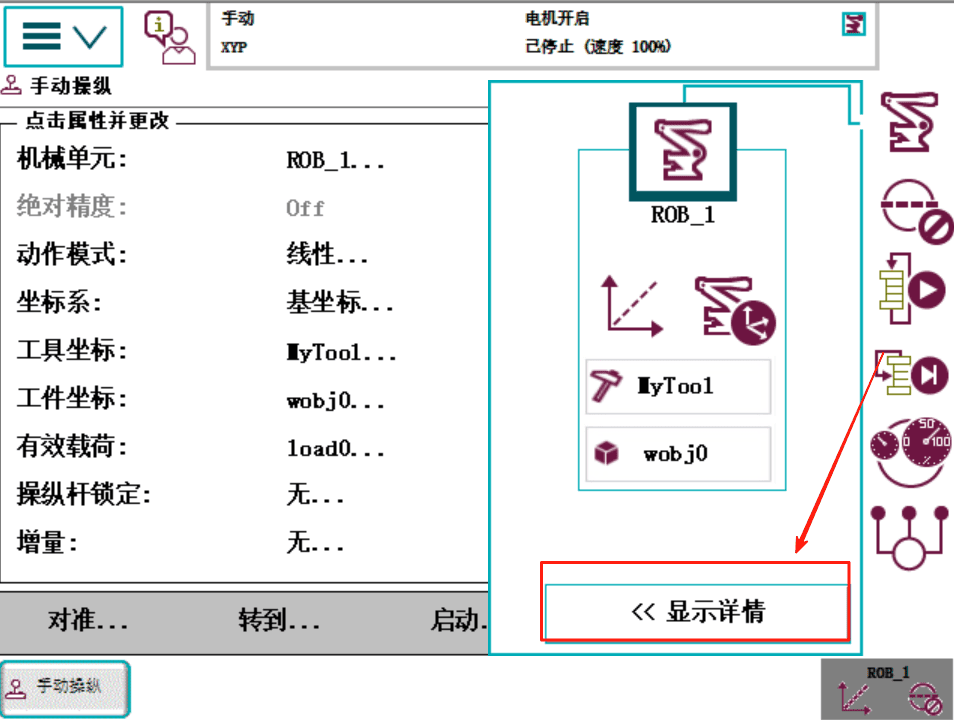 手动
XYP
电机开启
己停止 (速度 100%)
手动操纵
点击属性并更改
机械单元: ROB_1...
绝对精度: Off
动作模式: 线性...
坐标系: 基坐标...
工具坐标: MyTool...
工件坐标: wobj0...
有效载荷: load0...
操纵杆锁定: 无...
增量: 无...
对准... 转到... 启动.
ROB_1
MyTool
wobj0
<< 显示详情
50
0
100
%
手动操纵
ROB_1